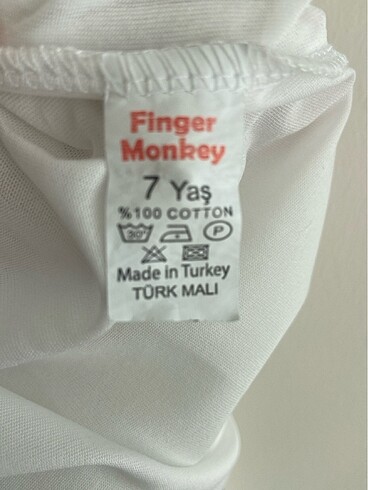 Finger
Monkey
7 Yaş
%100 COTTON
30°
P
Made in Turkey
TÜRK MALI